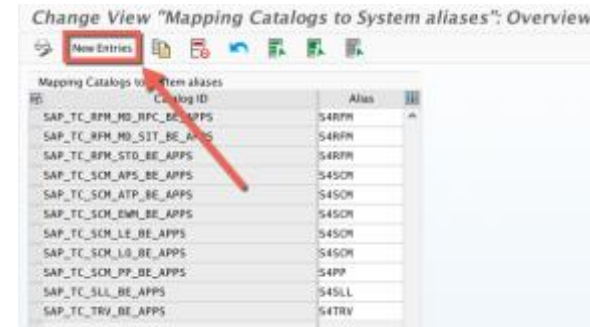 Change View "Mapping Catalogs to System aliases": Overview
New Entries
Mapping Catalogs to System aliases
Catalog ID Alias
SAP_TC_RFM_MD_RPC_BE_APPS S4RFM
SAP_TC_RFM_MD_SIT_BE_APPS S4RFM
SAP_TC_RFM_STO_BE_APPS S4RFM
SAP_TC_SCM_APS_BE_APPS S4SCM
SAP_TC_SCM_ATP_BE_APPS S4SCM
SAP_TC_SCM_EWM_BE_APPS S4SCM
SAP_TC_SCM_LE_BE_APPS S4SCM
SAP_TC_SCM_LO_BE_APPS S4SCM
SAP_TC_SCM_PP_BE_APPS S4PP
SAP_TC_SLL_BE_APPS S4SLL
SAP_TC_TRV_BE_APPS S4TRV